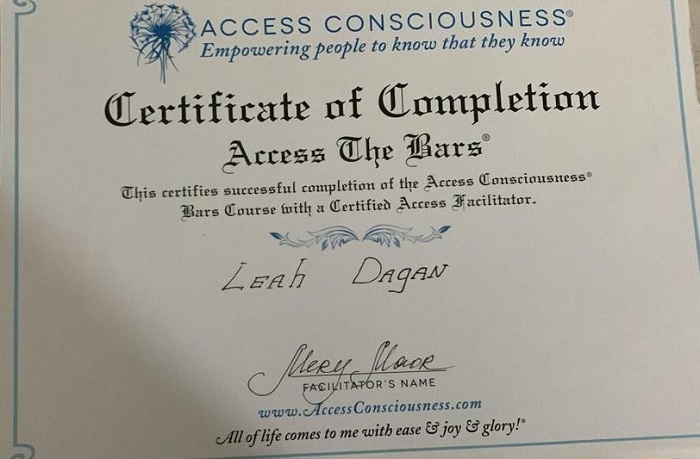 ACCESS CONSCIOUSNESS®
Empowering people to know that they know
Certificate of Completion
Access The Bars®
This certifies successful completion of the Access Consciousness®
Bars Course with a Certified Access Facilitator.
Leah Dagan
Mery Maor
FACILITATOR'S NAME
www.AccessConsciousness.com
All of life comes to me with ease & joy & glory!®